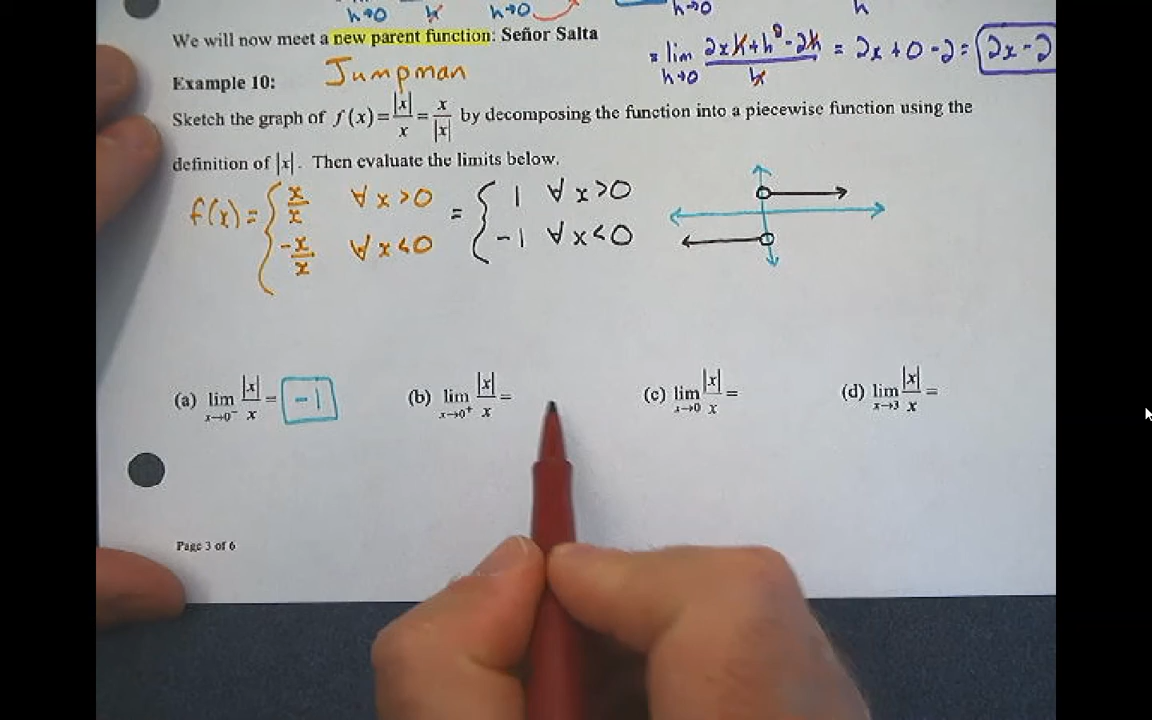 h→0 h h→0 h→0 h
We will now meet a new parent function: Señor Salta
= lim h→0 2xh+h²-2h / h = 2x+0-2 = 2x-2
Example 10: Jumpman
Sketch the graph of f(x)=|x|/x=x/|x| by decomposing the function into a piecewise function using the
definition of |x|. Then evaluate the limits below.
f(x)= { x/x ∀ x>0 = { 1 ∀ x>0
-x/x ∀ x<0 -1 ∀ x<0
(a) lim x→0⁻ |x|/x = -1 (b) lim x→0⁺ |x|/x = (c) lim x→0 |x|/x = (d) lim x→3 |x|/x =
Page 3 of 6